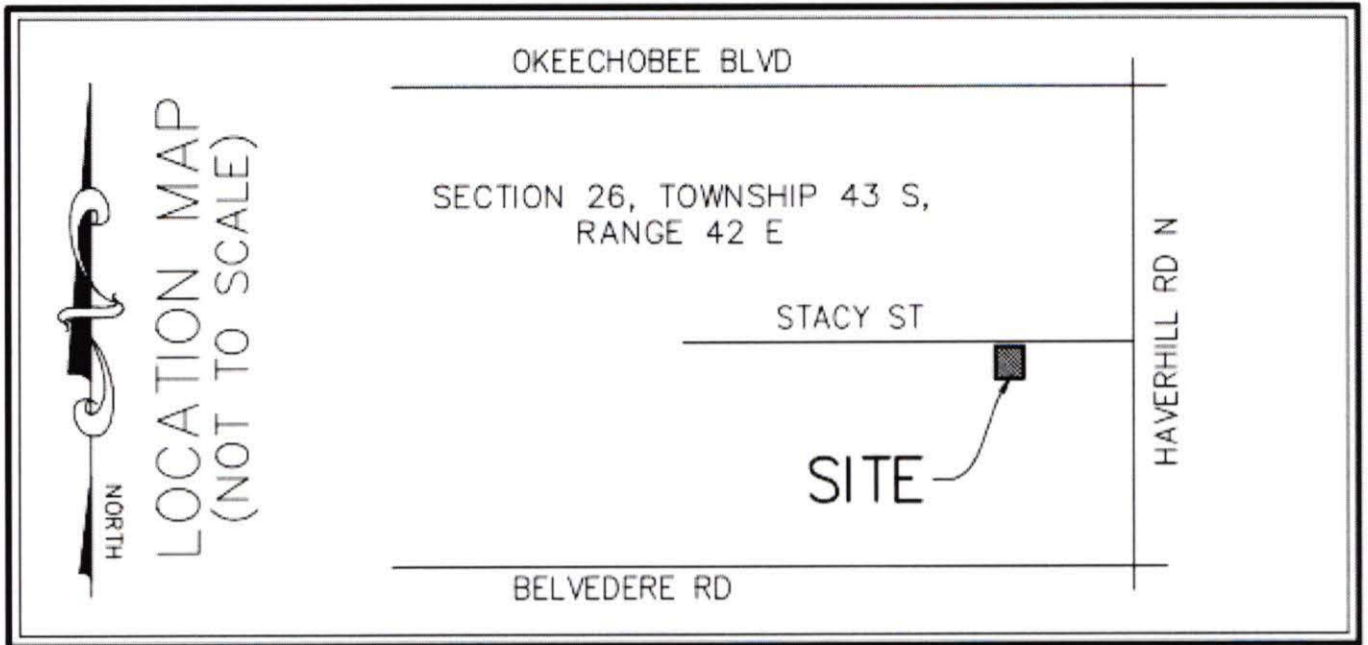 LOCATION MAP
(NOT TO SCALE)
NORTH
OKEECHOBEE BLVD
SECTION 26, TOWNSHIP 43 S,
RANGE 42 E
STACY ST
HAVERHILL RD N
SITE
BELVEDERE RD